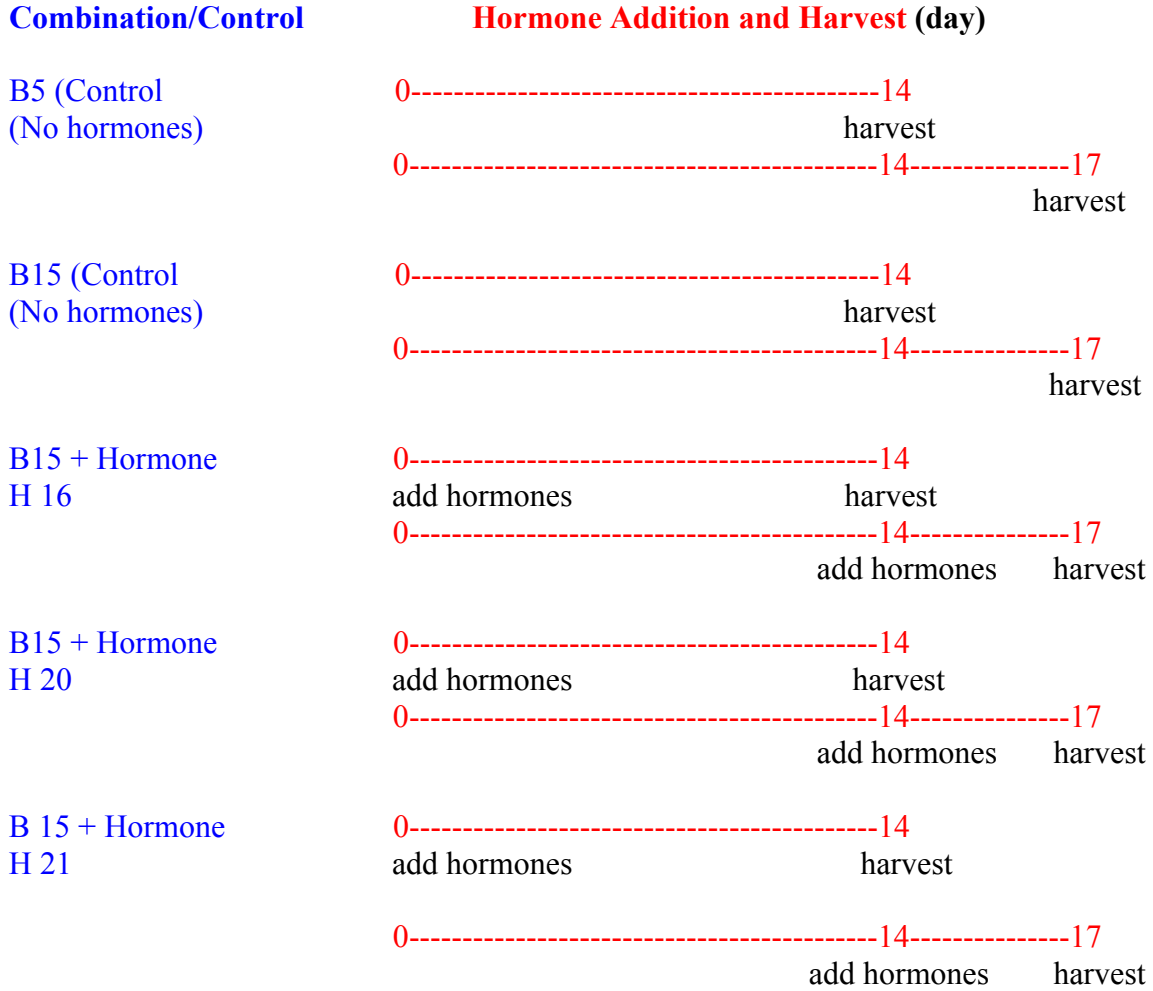 Combination/Control Hormone Addition and Harvest (day)
B5 (Control 0--------------------------------------------14
(No hormones) harvest
0--------------------------------------------14---------------17
harvest
B15 (Control 0--------------------------------------------14
(No hormones) harvest
0--------------------------------------------14---------------17
harvest
B15 + Hormone 0--------------------------------------------14
H 16 add hormones harvest
0--------------------------------------------14---------------17
add hormones harvest
B15 + Hormone 0--------------------------------------------14
H 20 add hormones harvest
0--------------------------------------------14---------------17
add hormones harvest
B 15 + Hormone 0--------------------------------------------14
H 21 add hormones harvest
0--------------------------------------------14---------------17
add hormones harvest